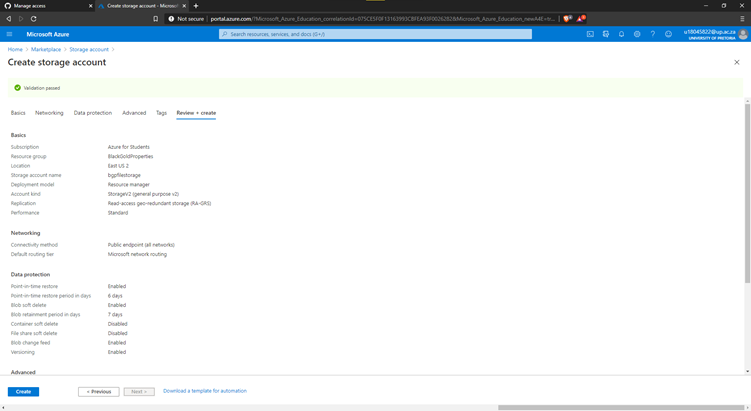 Manage access
Create storage account - Microsof
Not secure
portal.azure.com/?Microsoft_Azure_Education_correlationId=075CE5F0F13163993CBFEA93F0026282&Microsoft_Azure_Education_newA4E=tr...
Microsoft Azure
Search resources, services, and docs (G+/)
u18045822@up.ac.za
UNIVERSITY OF PRETORIA
Home > Marketplace > Storage account >
Create storage account
Validation passed
Basics Networking Data protection Advanced Tags Review + create
Basics
Subscription Azure for Students
Resource group BlackGoldProperties
Location East US 2
Storage account name bgpfilestorage
Deployment model Resource manager
Account kind StorageV2 (general purpose v2)
Replication Read-access geo-redundant storage (RA-GRS)
Performance Standard
Networking
Connectivity method Public endpoint (all networks)
Default routing tier Microsoft network routing
Data protection
Point-in-time restore Enabled
Point-in-time restore period in days 6 days
Blob soft delete Enabled
Blob retainment period in days 7 days
Container soft delete Disabled
File share soft delete Disabled
Blob change feed Enabled
Versioning Enabled
Advanced
Create < Previous Next > Download a template for automation